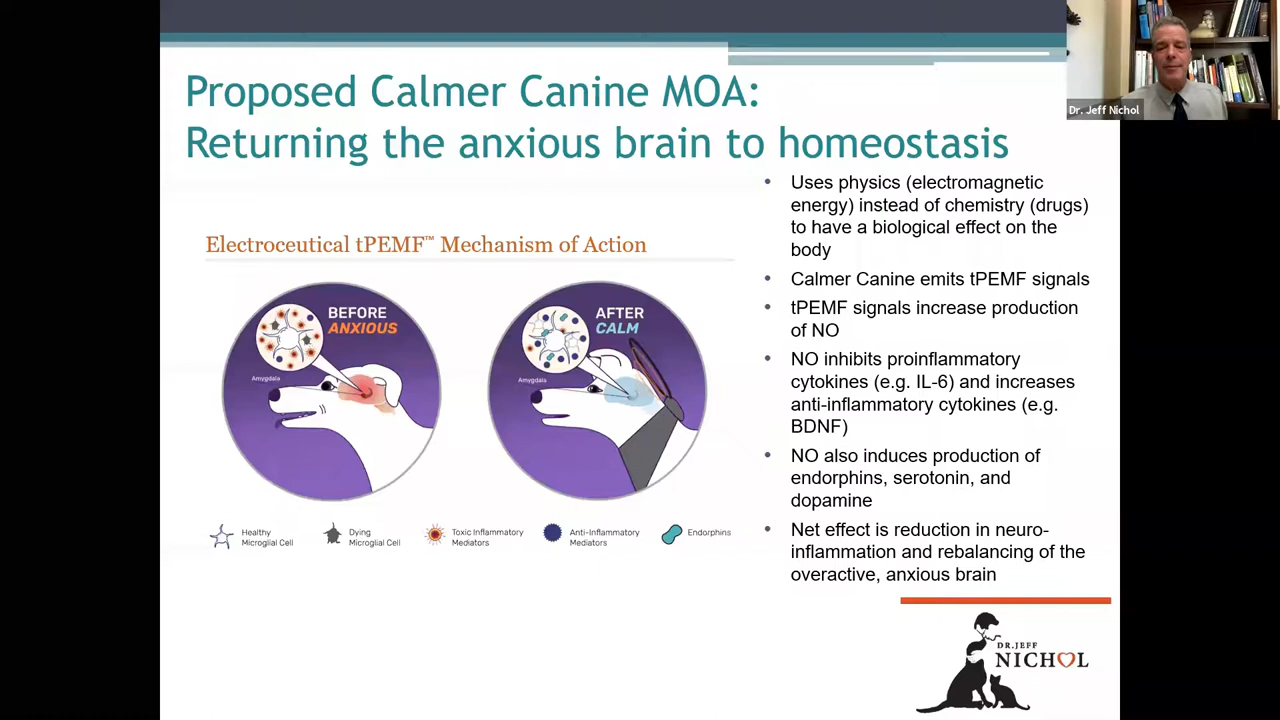 Proposed Calmer Canine MOA:
Returning the anxious brain to homeostasis
Dr. Jeff Nichol
Electroceutical tPEMF™ Mechanism of Action
BEFORE
ANXIOUS
Amygdala
AFTER
CALM
Amygdala
Healthy
Microglial Cell
Dying
Microglial Cell
Toxic Inflammatory
Mediators
Anti-Inflammatory
Mediators
Endorphins
• Uses physics (electromagnetic
energy) instead of chemistry (drugs)
to have a biological effect on the
body
• Calmer Canine emits tPEMF signals
• tPEMF signals increase production
of NO
• NO inhibits proinflammatory
cytokines (e.g. IL-6) and increases
anti-inflammatory cytokines (e.g.
BDNF)
• NO also induces production of
endorphins, serotonin, and
dopamine
• Net effect is reduction in neuro-
inflammation and rebalancing of the
overactive, anxious brain
DR.JEFF
NICHOL